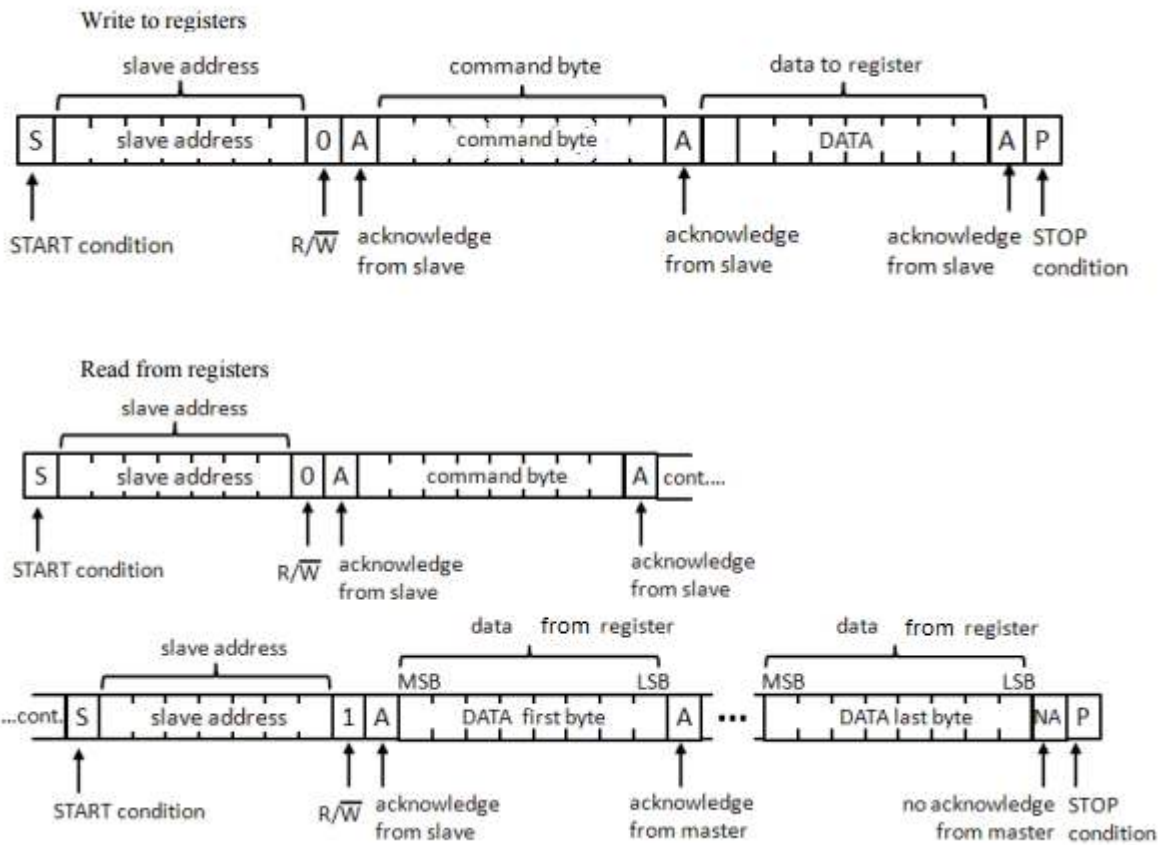 Write to registers
slave address command byte data to register
S slave address 0 A command byte A DATA A P
START condition R/W acknowledge from slave acknowledge from slave acknowledge from slave STOP condition
Read from registers
slave address
S slave address 0 A command byte A cont....
START condition R/W acknowledge from slave acknowledge from slave
slave address data from register data from register
MSB LSB MSB LSB
...cont. S slave address 1 A DATA first byte A ... DATA last byte NA P
START condition R/W acknowledge from slave acknowledge from master no acknowledge from master STOP condition